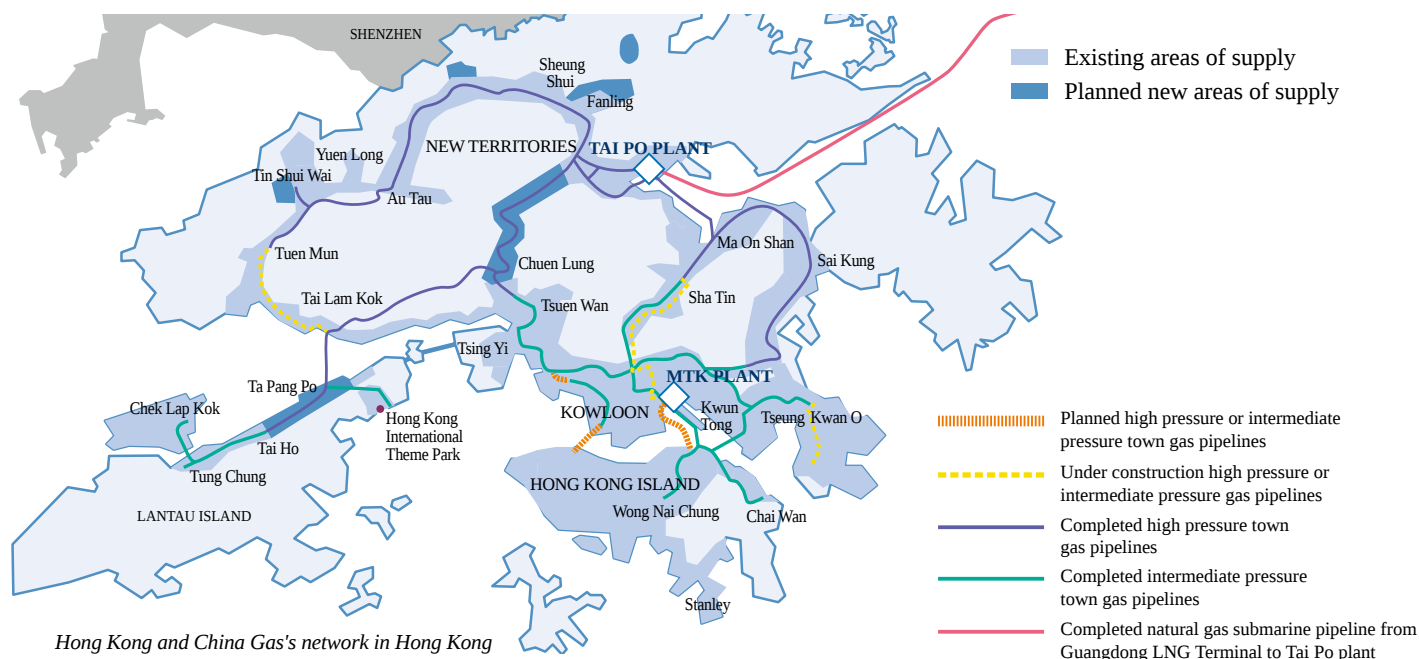 SHENZHEN
Sheung
Shui
Fanling
Existing areas of supply
Planned new areas of supply
Yuen Long
NEW TERRITORIES
TAI PO PLANT
Tin Shui Wai
Au Tau
Tuen Mun
Chuen Lung
Ma On Shan
Sai Kung
Tai Lam Kok
Tsuen Wan
Sha Tin
Tsing Yi
Ta Pang Po
MTK PLANT
Chek Lap Kok
Hong Kong
International
Theme Park
KOWLOON
Kwun
Tong
Tseung Kwan O
Tai Ho
Tung Chung
HONG KONG ISLAND
LANTAU ISLAND
Wong Nai Chung
Chai Wan
Stanley
Planned high pressure or intermediate
pressure town gas pipelines
Under construction high pressure or
intermediate pressure gas pipelines
Completed high pressure town
gas pipelines
Completed intermediate pressure
town gas pipelines
Completed natural gas submarine pipeline from
Guangdong LNG Terminal to Tai Po plant
Hong Kong and China Gas's network in Hong Kong